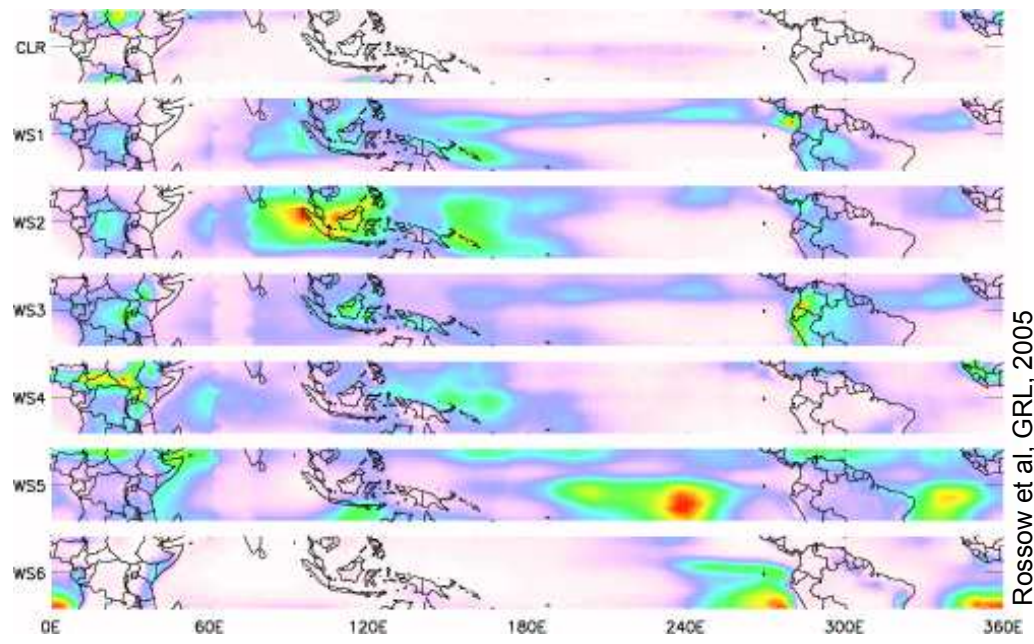 CLR
WS1
WS2
WS3
WS4
WS5
WS6
0E 60E 120E 180E 240E 300E 360E
Rossow et al, GRL, 2005